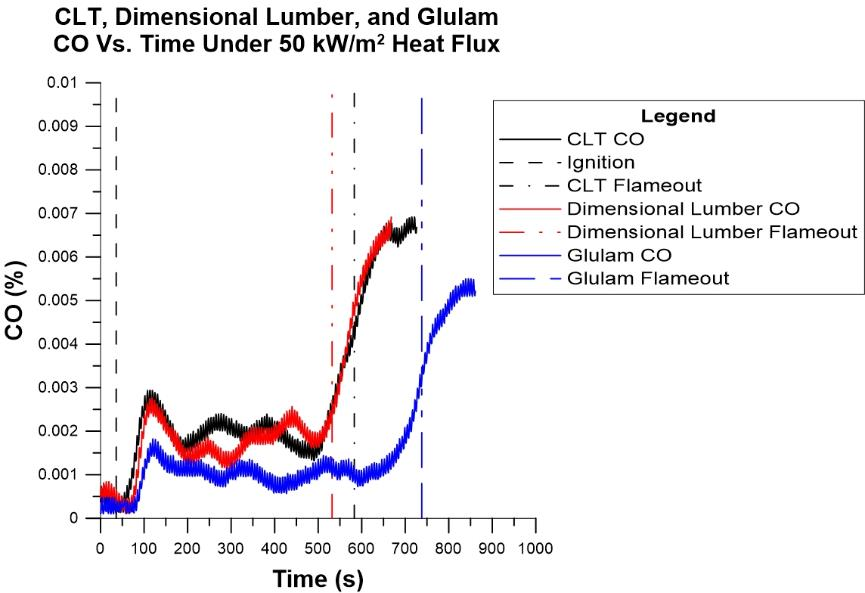 CLT, Dimensional Lumber, and Glulam
CO Vs. Time Under 50 kW/m² Heat Flux
0.01
0.009
0.008
0.007
0.006
0.005
0.004
0.003
0.002
0.001
0
CO (%)
0 100 200 300 400 500 600 700 800 900 1000
Time (s)
Legend
CLT CO
Ignition
CLT Flameout
Dimensional Lumber CO
Dimensional Lumber Flameout
Glulam CO
Glulam Flameout